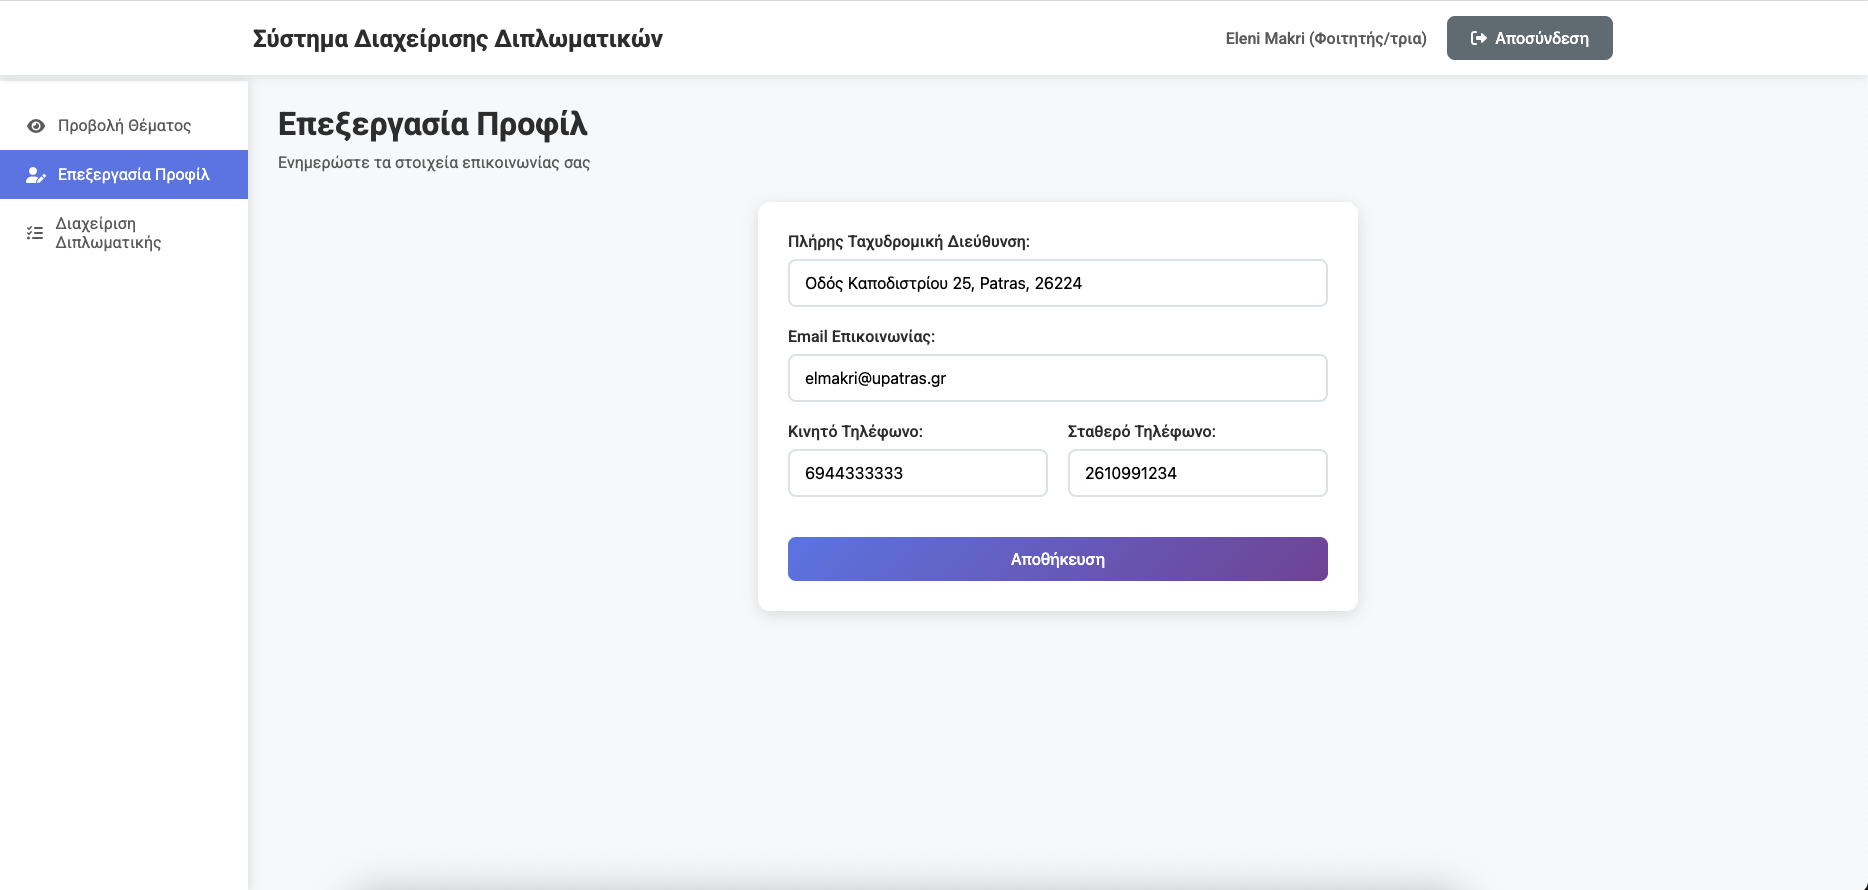 Σύστημα Διαχείρισης Διπλωματικών
Eleni Makri (Φοιτητής/τρια)
Αποσύνδεση
Προβολή Θέματος
Επεξεργασία Προφίλ
Διαχείριση
Διπλωματικής
Επεξεργασία Προφίλ
Ενημερώστε τα στοιχεία επικοινωνίας σας
Πλήρης Ταχυδρομική Διεύθυνση:
Οδός Καποδιστρίου 25, Patras, 26224
Email Επικοινωνίας:
elmakri@upatras.gr
Κινητό Τηλέφωνο:
6944333333
Σταθερό Τηλέφωνο:
2610991234
Αποθήκευση